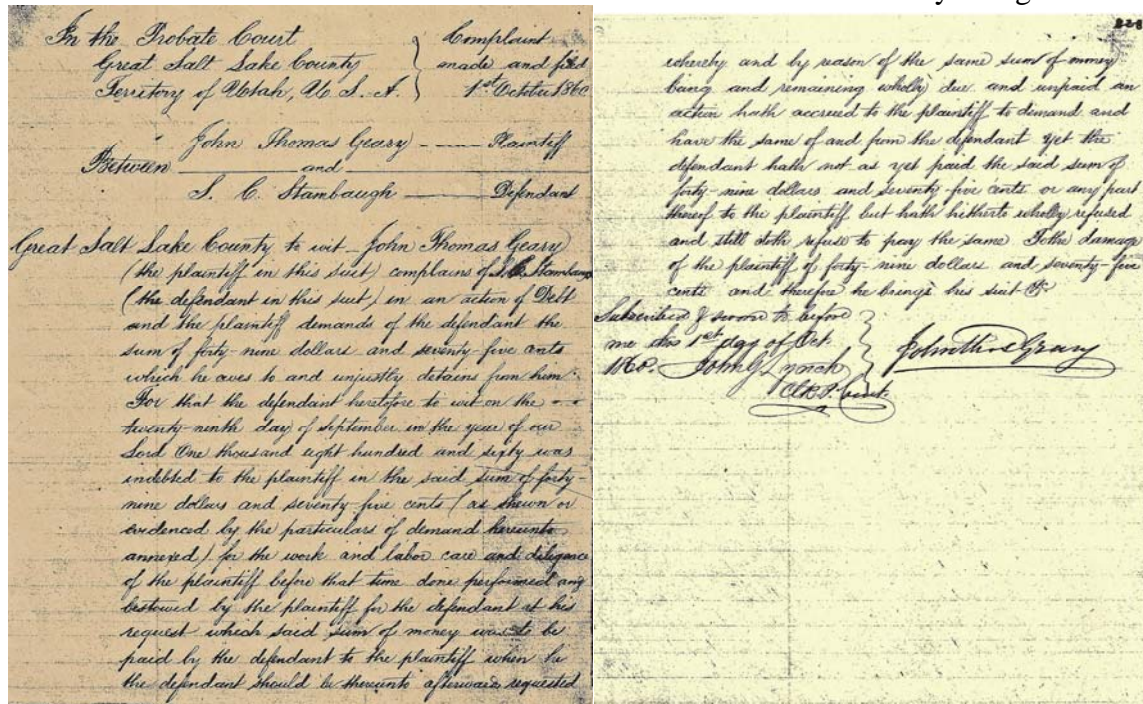 In the Probate Court
Great Salt Lake County
Territory of Utah, U. S. A.
Complaint
made and filed
1st October 1860
John Thomas Geary Plaintiff
Between and
S. C. Stambaugh Defendant
Great Salt Lake County to wit John Thomas Geary
(the plaintiff in this suit) complains of S. C. Stambaugh
(the defendant in this suit) in an action of Debt
and the plaintiff demands of the defendant the
sum of forty-nine dollars and seventy-five cents
which he owes to and unjustly detains from him
For that the defendant heretofore to wit on the
twenty-ninth day of September in the year of our
Lord One thousand eight hundred and sixty was
indebted to the plaintiff in the said sum of forty-
nine dollars and seventy-five cents (as shewn or
evidenced by the particulars of demand hereunto
annexed) for the work and labor care and diligence
of the plaintiff before that time done performed and
bestowed by the plaintiff for the defendant at his
request which said sum of money was to be
paid by the defendant to the plaintiff when he
the defendant should be thereunto afterwards requested
228
whereby and by reason of the same sum of money
being and remaining wholly due and unpaid an
action hath accrued to the plaintiff to demand and
have the same of and from the defendant yet the
defendant hath not as yet paid the said sum of
forty-nine dollars and seventy-five cents or any part
thereof to the plaintiff but hath hitherto wholly refused
and still doth refuse to pay the same To the damage
of the plaintiff of forty-nine dollars and seventy-five
cents and therefore he brings his suit &c
Subscribed & sworn to before
me this 1st day of Oct
1860. John G. Lynch
Clk P. Court.
John Thos Geary